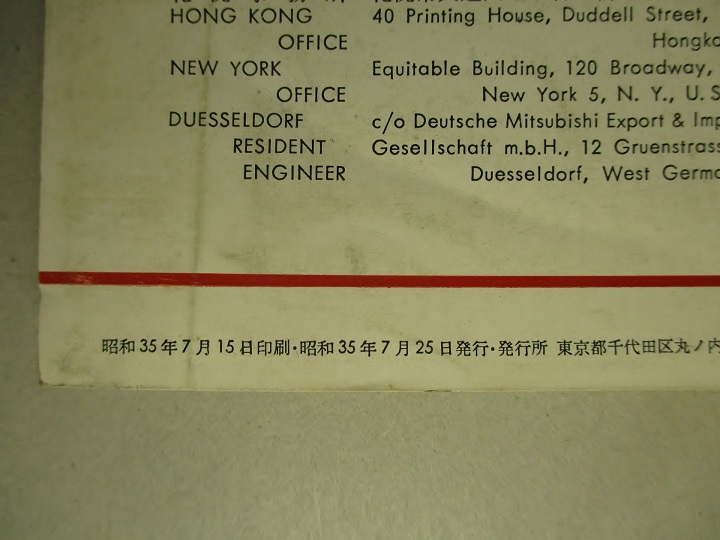 HONG KONG 40 Printing House, Duddell Street,
OFFICE
NEW YORK Equitable Building, 120 Broadway,
OFFICE New York 5, N. Y., U. S
DUESSELDORF c/o Deutsche Mitsubishi Export & Imp
RESIDENT Gesellschaft m.b.H., 12 Gruenstrass
ENGINEER Duesseldorf, West Germ
昭和35年7月15日印刷・昭和35年7月25日発行・発行所 東京都千代田区丸ノ内